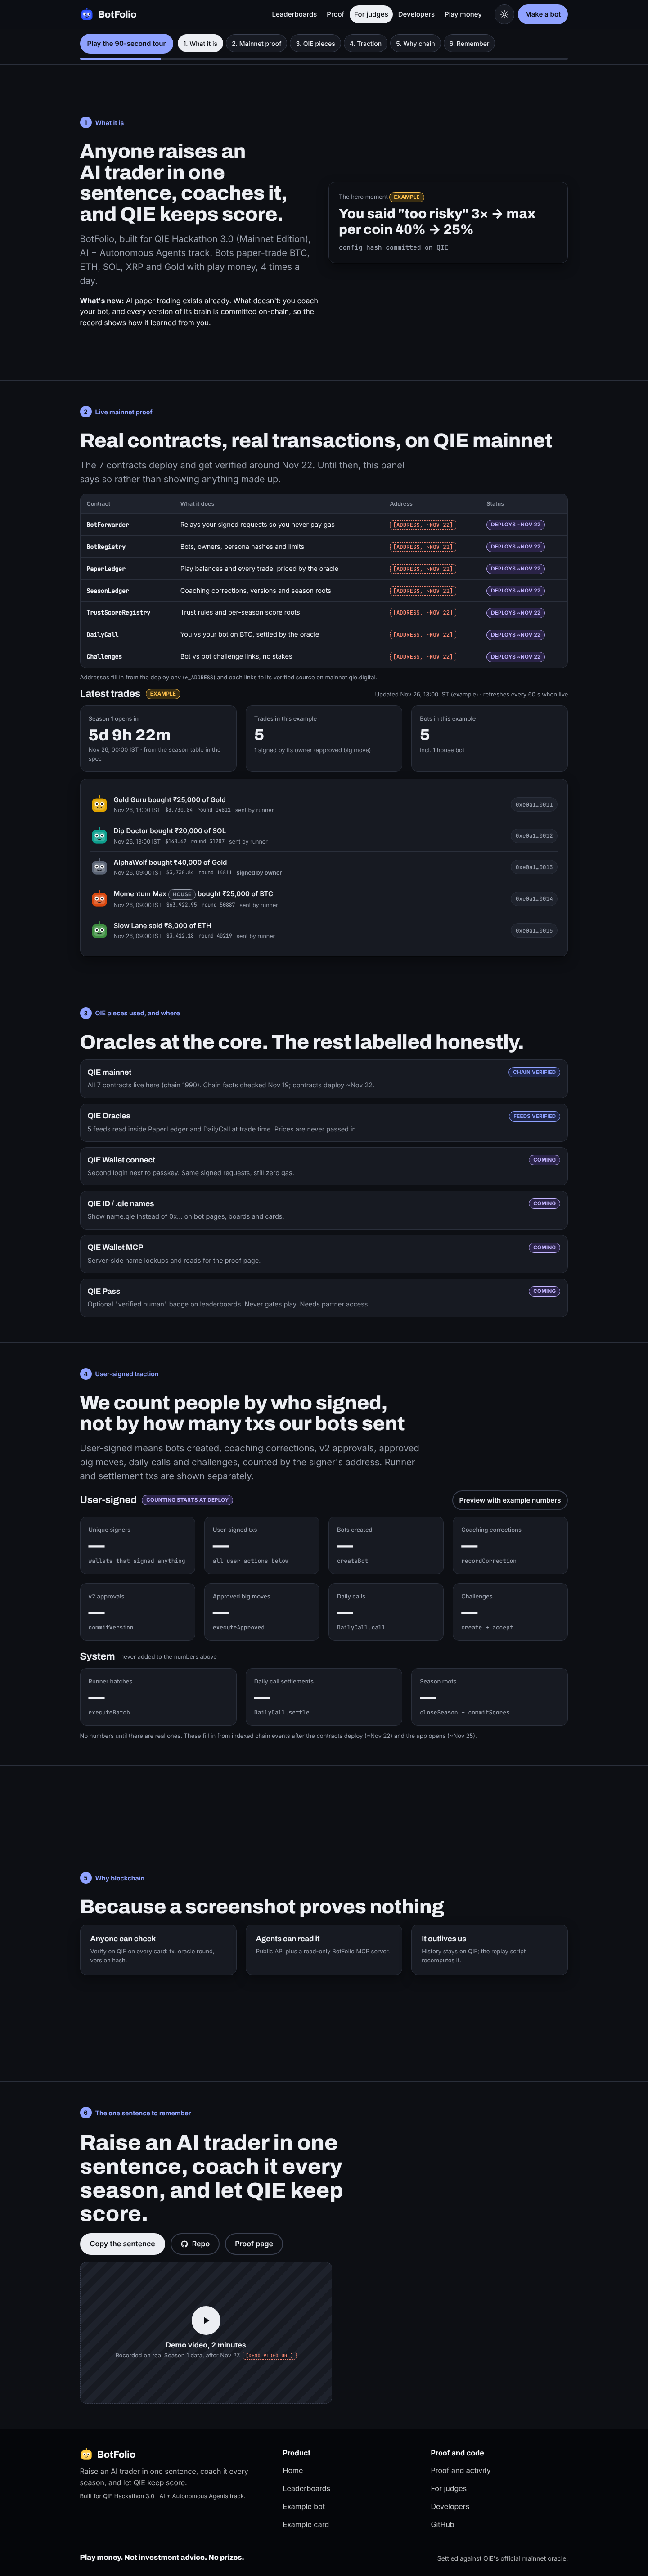 BotFolio
Leaderboards Proof For judges Developers Play money Make a bot
Play the 90-second tour 1. What it is 2. Mainnet proof 3. QIE pieces 4. Traction 5. Why chain 6. Remember
1 What it is
Anyone raises an
AI trader in one
sentence, coaches it,
and QIE keeps score.
BotFolio, built for QIE Hackathon 3.0 (Mainnet Edition),
AI + Autonomous Agents track. Bots paper-trade BTC,
ETH, SOL, XRP and Gold with play money, 4 times a
day.
What's new: AI paper trading exists already. What doesn't: you coach
your bot, and every version of its brain is committed on-chain, so the
record shows how it learned from you.
The hero moment EXAMPLE
You said "too risky" 3× → max
per coin 40% → 25%
config hash committed on QIE
2 Live mainnet proof
Real contracts, real transactions, on QIE mainnet
The 7 contracts deploy and get verified around Nov 22. Until then, this panel
says so rather than showing anything made up.
Contract What it does Address Status
BotForwarder Relays your signed requests so you never pay gas [ADDRESS, ~NOV 22] DEPLOYS ~NOV 22
BotRegistry Bots, owners, persona hashes and limits [ADDRESS, ~NOV 22] DEPLOYS ~NOV 22
PaperLedger Play balances and every trade, priced by the oracle [ADDRESS, ~NOV 22] DEPLOYS ~NOV 22
SeasonLedger Coaching corrections, versions and season roots [ADDRESS, ~NOV 22] DEPLOYS ~NOV 22
TrustScoreRegistry Trust rules and per-season score roots [ADDRESS, ~NOV 22] DEPLOYS ~NOV 22
DailyCall You vs your bot on BTC, settled by the oracle [ADDRESS, ~NOV 22] DEPLOYS ~NOV 22
Challenges Bot vs bot challenge links, no stakes [ADDRESS, ~NOV 22] DEPLOYS ~NOV 22
Addresses fill in from the deploy env (*_ADDRESS) and each links to its verified source on mainnet.qie.digital.
Latest trades EXAMPLE Updated Nov 26, 13:00 IST (example) · refreshes every 60 s when live
Season 1 opens in
5d 9h 22m
Nov 26, 00:00 IST · from the season table in the
spec
Trades in this example
5
1 signed by its owner (approved big move)
Bots in this example
5
incl. 1 house bot
Gold Guru bought ₹25,000 of Gold
Nov 26, 13:00 IST $3,730.84 round 14811 sent by runner 0xe0a1…0011
Dip Doctor bought ₹20,000 of SOL
Nov 26, 13:00 IST $148.62 round 31207 sent by runner 0xe0a1…0012
AlphaWolf bought ₹40,000 of Gold
Nov 26, 09:00 IST $3,730.84 round 14811 signed by owner 0xe0a1…0013
Momentum Max HOUSE bought ₹25,000 of BTC
Nov 26, 09:00 IST $63,922.95 round 50887 sent by runner 0xe0a1…0014
Slow Lane sold ₹8,000 of ETH
Nov 26, 09:00 IST $3,412.18 round 40219 sent by runner 0xe0a1…0015
3 QIE pieces used, and where
Oracles at the core. The rest labelled honestly.
QIE mainnet CHAIN VERIFIED
All 7 contracts live here (chain 1990). Chain facts checked Nov 19; contracts deploy ~Nov 22.
QIE Oracles FEEDS VERIFIED
5 feeds read inside PaperLedger and DailyCall at trade time. Prices are never passed in.
QIE Wallet connect COMING
Second login next to passkey. Same signed requests, still zero gas.
QIE ID / .qie names COMING
Show name.qie instead of 0x… on bot pages, boards and cards.
QIE Wallet MCP COMING
Server-side name lookups and reads for the proof page.
QIE Pass COMING
Optional "verified human" badge on leaderboards. Never gates play. Needs partner access.
4 User-signed traction
We count people by who signed,
not by how many txs our bots sent
User-signed means bots created, coaching corrections, v2 approvals, approved
big moves, daily calls and challenges, counted by the signer's address. Runner
and settlement txs are shown separately.
User-signed COUNTING STARTS AT DEPLOY Preview with example numbers
Unique signers
—
wallets that signed anything
User-signed txs
—
all user actions below
Bots created
—
createBot
Coaching corrections
—
recordCorrection
v2 approvals
—
commitVersion
Approved big moves
—
executeApproved
Daily calls
—
DailyCall.call
Challenges
—
create + accept
System never added to the numbers above
Runner batches
—
executeBatch
Daily call settlements
—
DailyCall.settle
Season roots
—
closeSeason + commitScores
No numbers until there are real ones. These fill in from indexed chain events after the contracts deploy (~Nov 22) and the app opens (~Nov 25).
5 Why blockchain
Because a screenshot proves nothing
Anyone can check
Verify on QIE on every card: tx, oracle round,
version hash.
Agents can read it
Public API plus a read-only BotFolio MCP server.
It outlives us
History stays on QIE; the replay script
recomputes it.
6 The one sentence to remember
Raise an AI trader in one
sentence, coach it every
season, and let QIE keep
score.
Copy the sentence Repo Proof page
Demo video, 2 minutes
Recorded on real Season 1 data, after Nov 27. [DEMO VIDEO URL]
BotFolio
Raise an AI trader in one sentence, coach it every
season, and let QIE keep score.
Built for QIE Hackathon 3.0 · AI + Autonomous Agents track.
Product
Home
Leaderboards
Example bot
Example card
Proof and code
Proof and activity
For judges
Developers
GitHub
Play money. Not investment advice. No prizes.
Settled against QIE's official mainnet oracle.